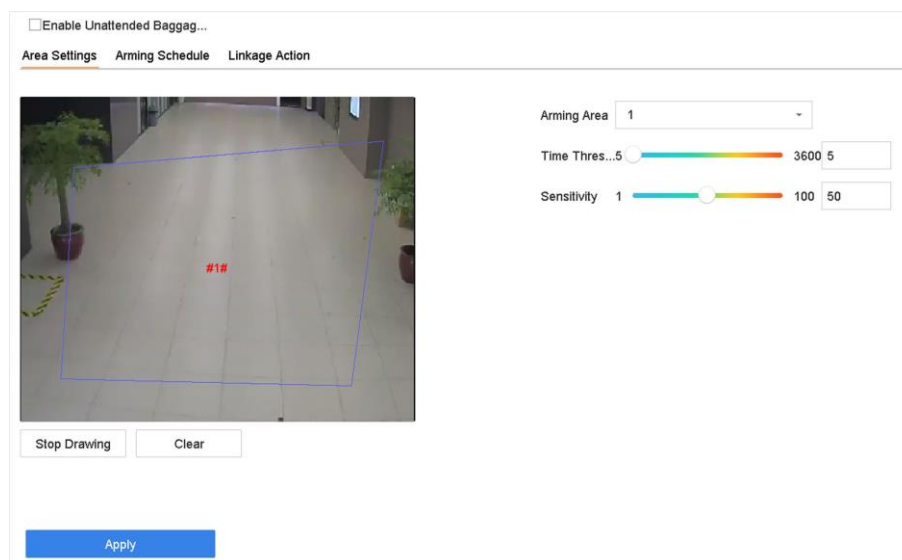 Enable Unattended Baggag...
Area Settings Arming Schedule Linkage Action
Arming Area 1
Time Thres...5 3600 5
Sensitivity 1 100 50
#1#
Stop Drawing Clear
Apply